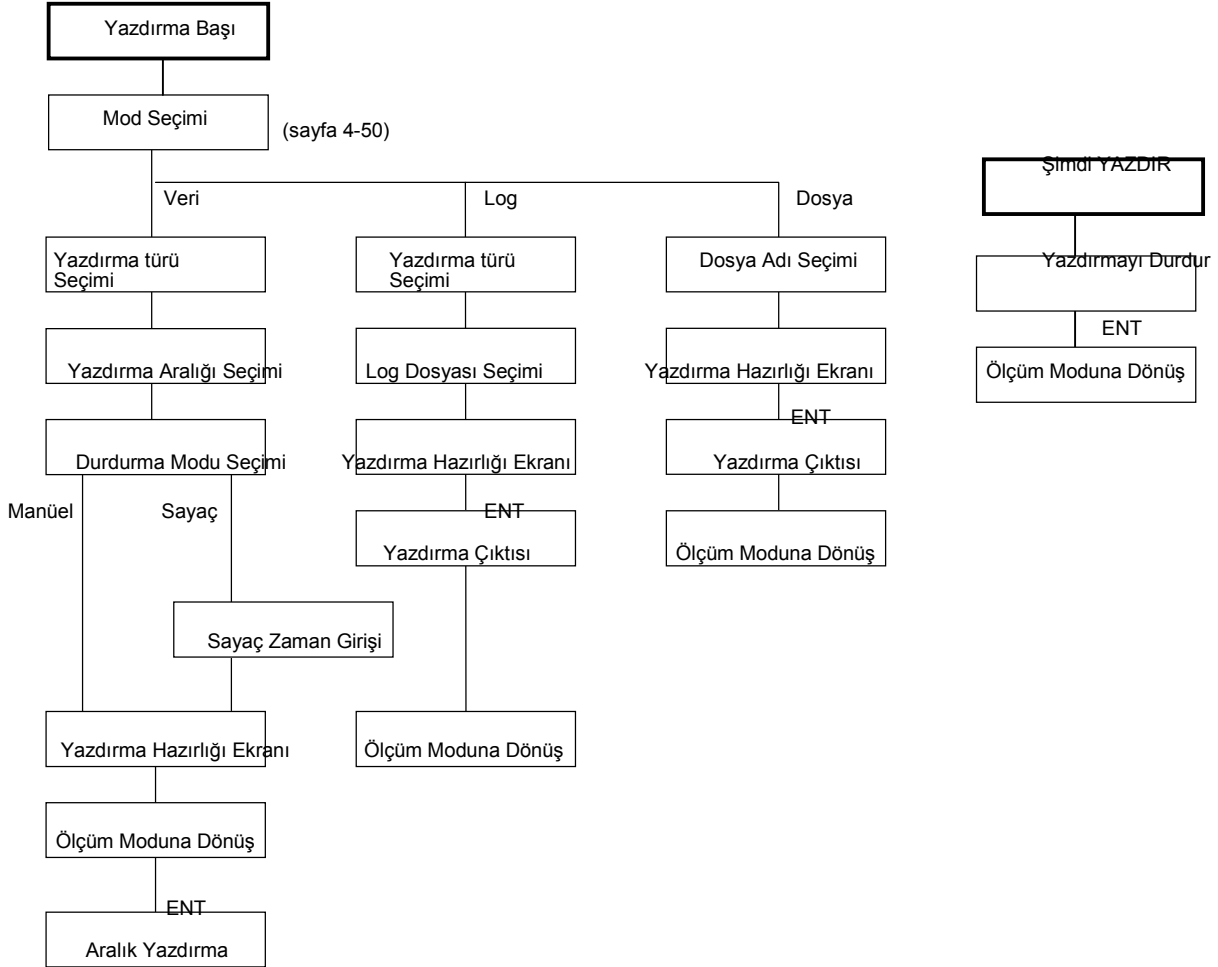 Yazdırma Başı
Mod Seçimi
(sayfa 4-50)
Veri
Log
Dosya
Yazdırma türü
Seçimi
Yazdırma türü
Seçimi
Dosya Adı Seçimi
Yazdırma Aralığı Seçimi
Log Dosyası Seçimi
Yazdırma Hazırlığı Ekranı
ENT
Durdurma Modu Seçimi
Yazdırma Hazırlığı Ekranı
Yazdırma Çıktısı
Manüel
Sayaç
ENT
Yazdırma Çıktısı
Ölçüm Moduna Dönüş
Sayaç Zaman Girişi
Yazdırma Hazırlığı Ekranı
Ölçüm Moduna Dönüş
Ölçüm Moduna Dönüş
ENT
Aralık Yazdırma
Şimdi YAZDIR
Yazdırmayı Durdur
ENT
Ölçüm Moduna Dönüş